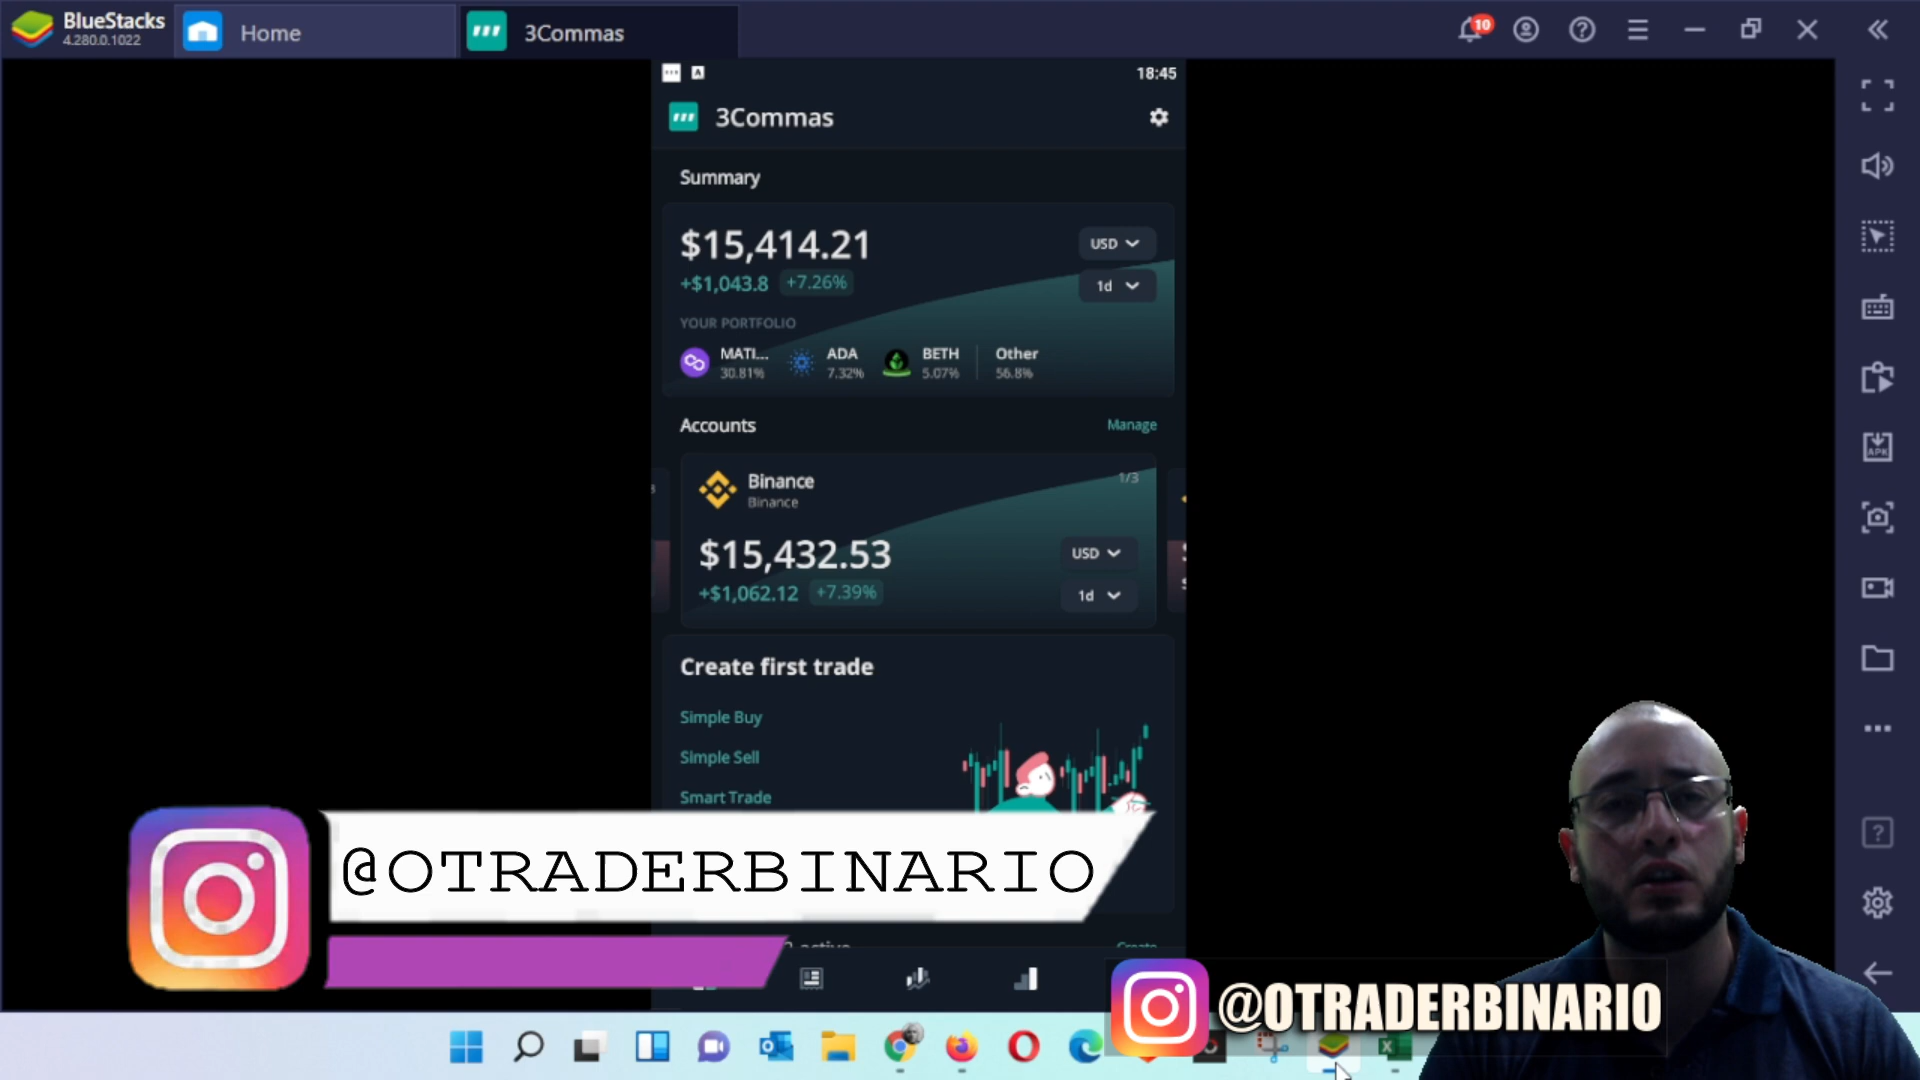 BlueStacks
4.280.0.1022
Home
3Commas
10
18:45
3Commas
Summary
$15,414.21
USD
+$1,043.8 +7.26%
1d
YOUR PORTFOLIO
MATI... ADA BETH Other
30.81% 7.32% 5.07% 56.8%
Accounts
Manage
Binance
1/3
Binance
$15,432.53
USD
+$1,062.12 +7.39%
1d
Create first trade
Simple Buy
Simple Sell
Smart Trade
@OTRADERBINARIO
@OTRADERBINARIO
APK